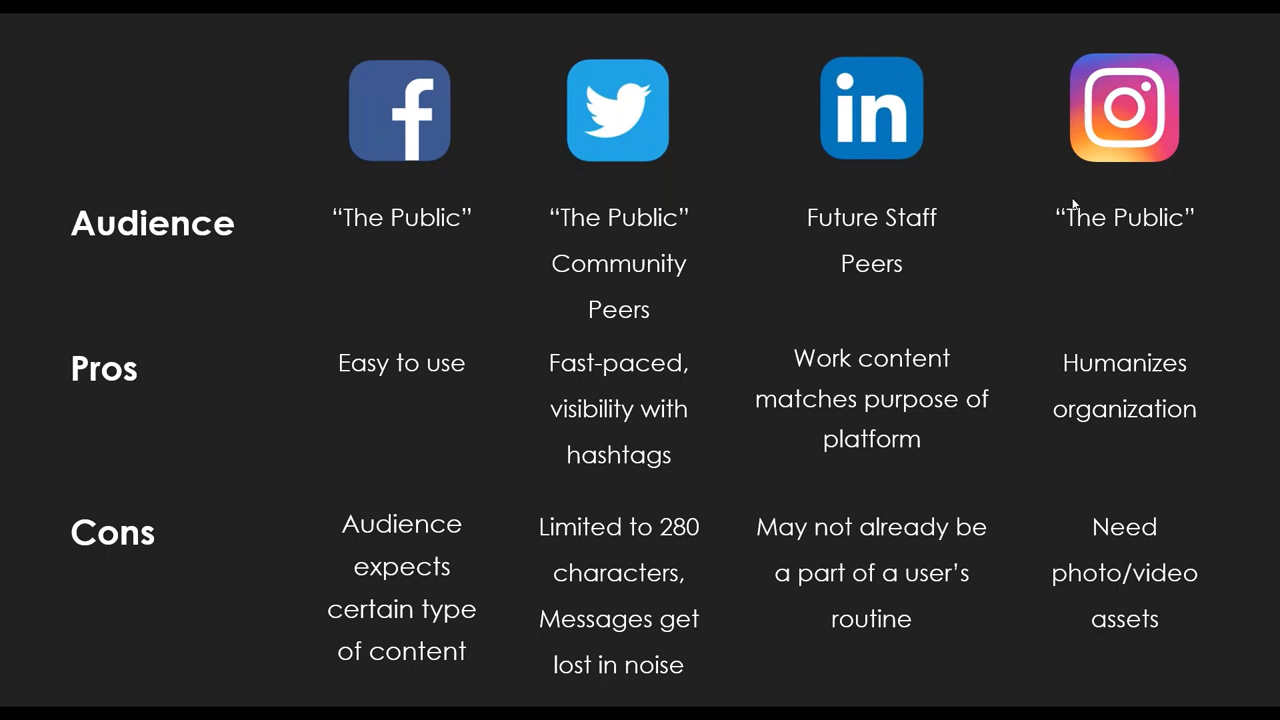 f
in
Audience
“The Public”
“The Public”
Community
Peers
Future Staff
Peers
“The Public”
Pros
Easy to use
Fast-paced,
visibility with
hashtags
Work content
matches purpose of
platform
Humanizes
organization
Cons
Audience
expects
certain type
of content
Limited to 280
characters,
Messages get
lost in noise
May not already be
a part of a user’s
routine
Need
photo/video
assets